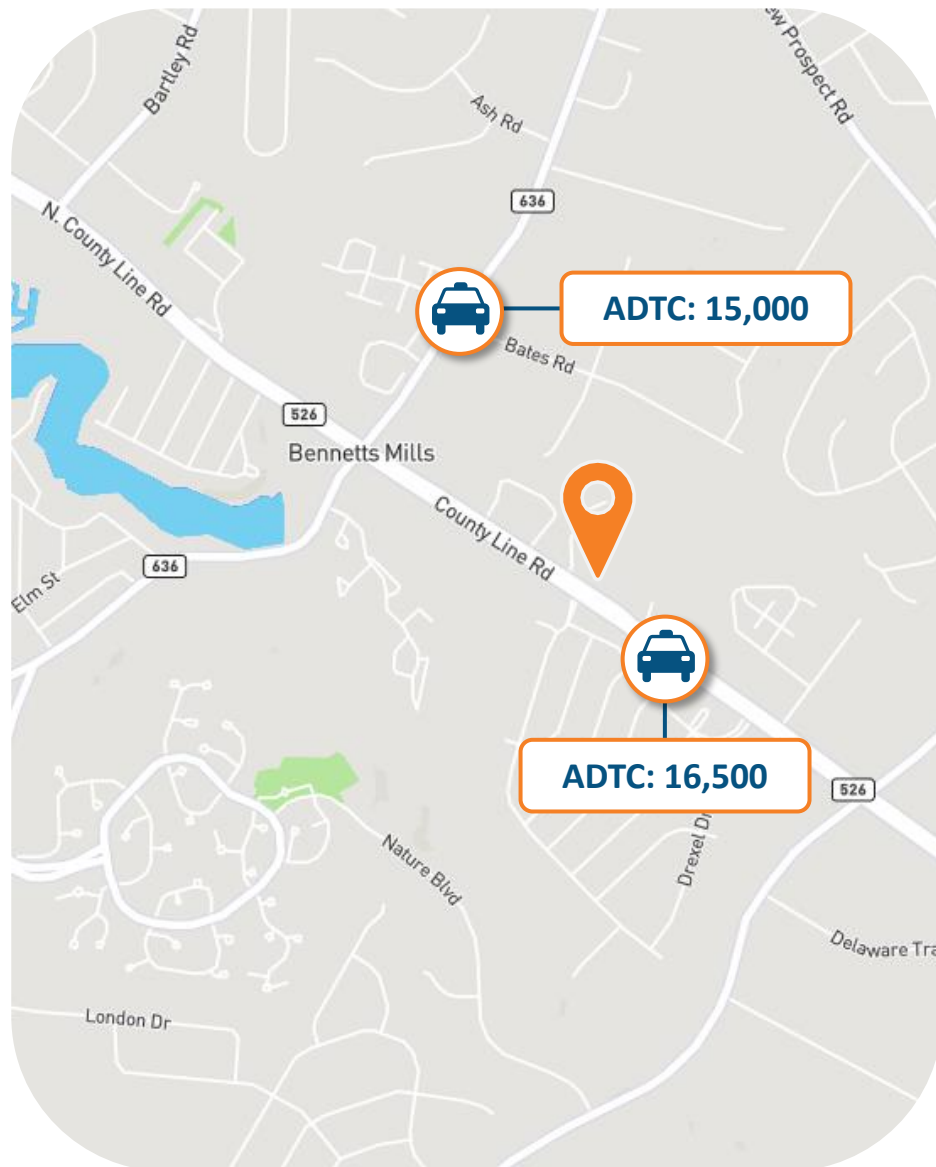 Bartley Rd
ew Prospect Rd
Ash Rd
636
N. County Line Rd
ADTC: 15,000
Bates Rd
526
Bennetts Mills
County Line Rd
636
Elm St
ADTC: 16,500
526
Nature Blvd
Drexel Dr
Delaware Tra
London Dr